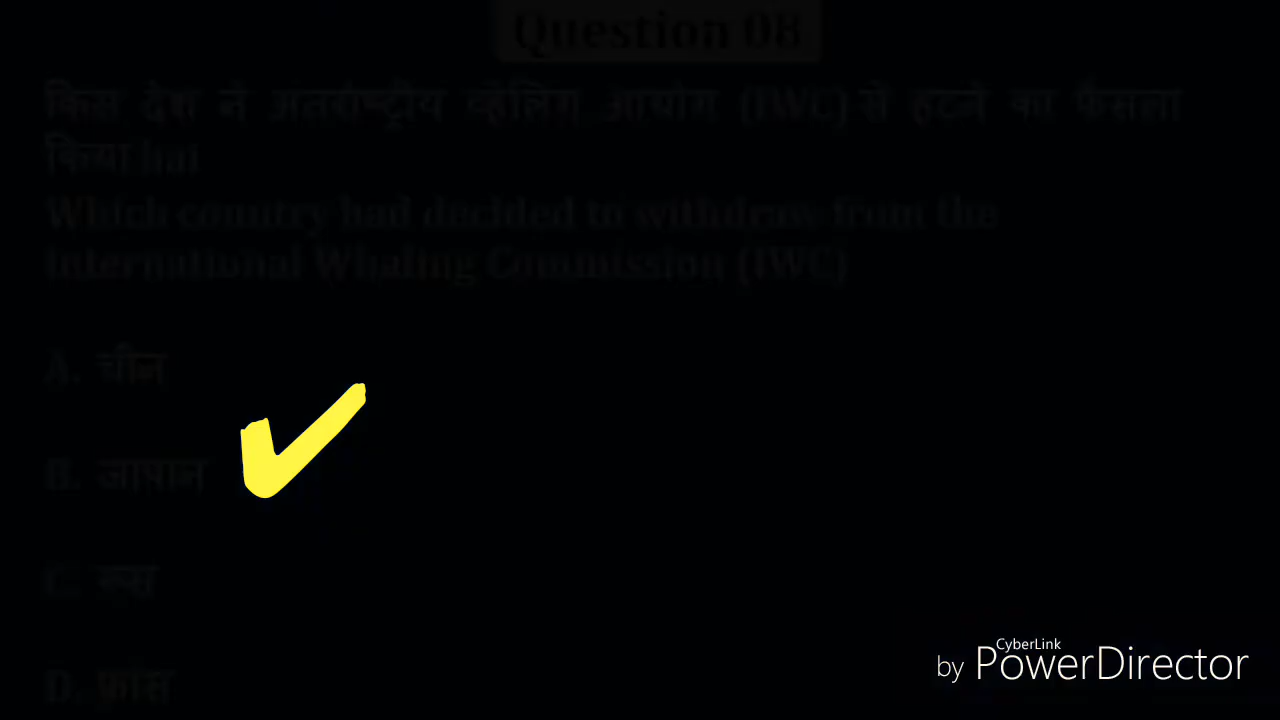 Question 08
किस देश ने अंतर्राष्ट्रीय व्हेलिंग आयोग (IWC) से हटने का फैसला
किया hai
Which country had decided to withdraw from the
International Whaling Commission (IWC)
A. चीन
B. जापान
C. रूस
D. फ्रांस
CyberLink
by PowerDirector